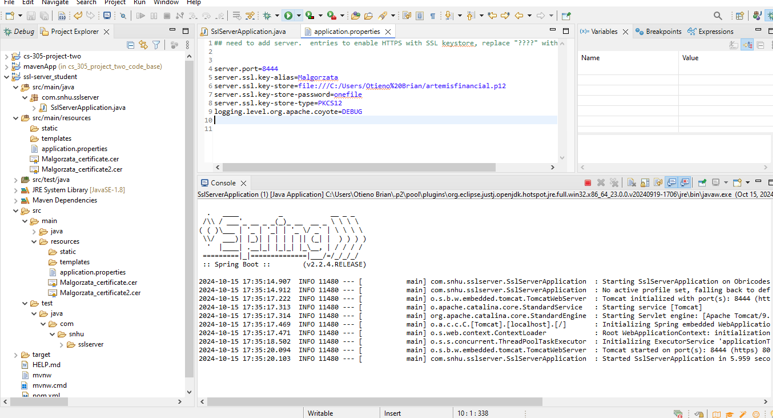 File Edit Navigate Search Project Run Window Help
Debug Project Explorer
cs-305-project-two
mavenApp (in cs_305_project_two_code_base)
ssl-server_student
src/main/java
com.snhu.sslserver
SslServerApplication.java
src/main/resources
static
templates
application.properties
Malgorzata_certificate.cer
Malgorzata_certificate2.cer
src/test/java
JRE System Library [JavaSE-1.8]
Maven Dependencies
src
main
java
resources
static
templates
application.properties
Malgorzata_certificate.cer
Malgorzata_certificate2.cer
test
java
com
snhu
sslserver
target
HELP.md
mvnw
mvnw.cmd
pom.xml
SslServerApplication.java application.properties
1 ## need to add server. entries to enable HTTPS with SSL keystore, replace "????" with
2
3
4 server.port=8444
5 server.ssl.key-alias=Malgorzata
6 server.ssl.key-store=file:///C:/Users/Otieno%20Brian/artemisfinancial.p12
7 server.ssl.key-store-password=onefile
8 server.ssl.key-store-type=PKCS12
9 logging.level.org.apache.coyote=DEBUG
10
11
Variables Breakpoints Expressions
Name Value
Console
SslServerApplication (1) [Java Application] C:\Users\Otieno Brian\.p2\pool\plugins\org.eclipse.justj.openjdk.hotspot.jre.full.win32.x86_64_23.0.0.v20240919-1706\jre\bin\javaw.exe (Oct 15, 2024
:: Spring Boot :: (v2.2.4.RELEASE)
2024-10-15 17:35:14.907 INFO 11480 --- [ main] com.snhu.sslserver.SslServerApplication : Starting SslServerApplication on Obricodes
2024-10-15 17:35:14.912 INFO 11480 --- [ main] com.snhu.sslserver.SslServerApplication : No active profile set, falling back to def
2024-10-15 17:35:17.222 INFO 11480 --- [ main] o.s.b.w.embedded.tomcat.TomcatWebServer : Tomcat initialized with port(s): 8444 (htt
2024-10-15 17:35:17.313 INFO 11480 --- [ main] o.apache.catalina.core.StandardService : Starting service [Tomcat]
2024-10-15 17:35:17.314 INFO 11480 --- [ main] org.apache.catalina.core.StandardEngine : Starting Servlet engine: [Apache Tomcat/9.
2024-10-15 17:35:17.469 INFO 11480 --- [ main] o.a.c.c.C.[Tomcat].[localhost].[/] : Initializing Spring embedded WebApplicatio
2024-10-15 17:35:17.471 INFO 11480 --- [ main] o.s.web.context.ContextLoader : Root WebApplicationContext: initialization
2024-10-15 17:35:18.502 INFO 11480 --- [ main] o.s.s.concurrent.ThreadPoolTaskExecutor : Initializing ExecutorService 'applicationT
2024-10-15 17:35:20.094 INFO 11480 --- [ main] o.s.b.w.embedded.tomcat.TomcatWebServer : Tomcat started on port(s): 8444 (https) 80
2024-10-15 17:35:20.103 INFO 11480 --- [ main] com.snhu.sslserver.SslServerApplication : Started SslServerApplication in 5.959 seco
Writable Insert 10 : 1 : 338